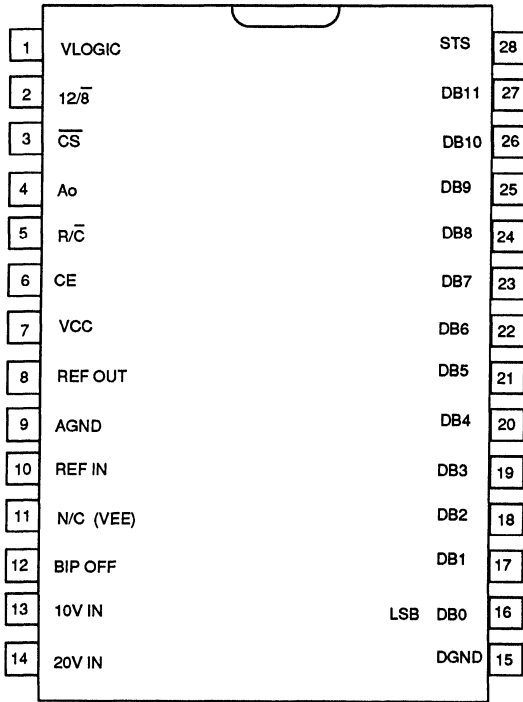 1 VLOGIC STS 28
2 12/8̅ DB11 27
3 C̅S̅ DB10 26
4 Ao DB9 25
5 R/C̅ DB8 24
6 CE DB7 23
7 VCC DB6 22
8 REF OUT DB5 21
9 AGND DB4 20
10 REF IN DB3 19
11 N/C (VEE) DB2 18
12 BIP OFF DB1 17
13 10V IN LSB DB0 16
14 20V IN DGND 15